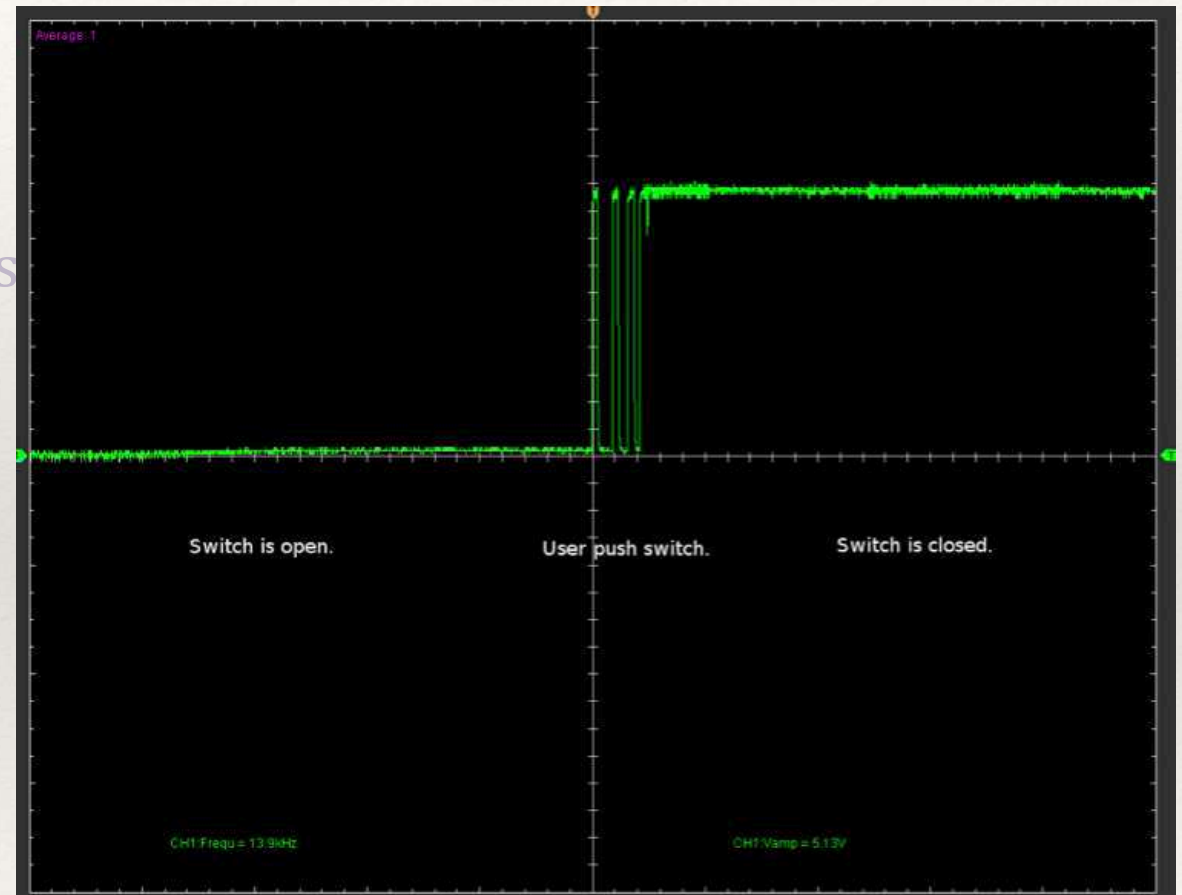 Average: 1
s
Switch is open.
User push switch.
Switch is closed.
CH1:Frequ = 13.9kHz
CH1:Vamp = 5.13V